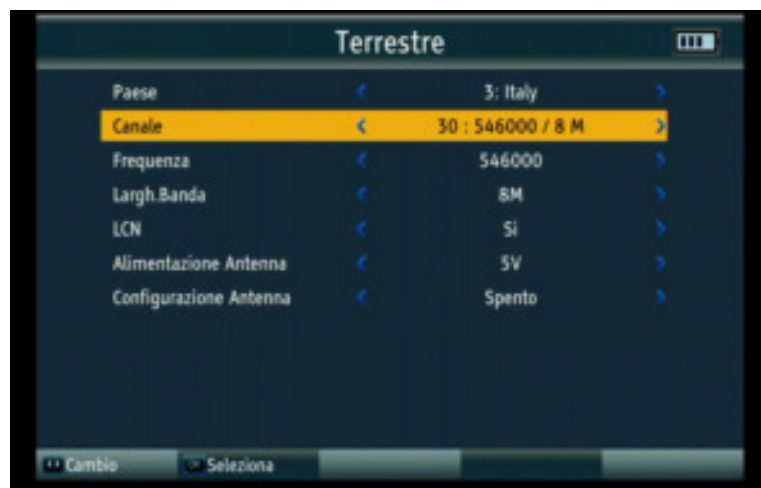 Terrestre
Paese 3: Italy
Canale 30 : 546000 / 8 M
Frequenza 546000
Largh.Banda 8M
LCN Si
Alimentazione Antenna 5V
Configurazione Antenna Spento
Cambio Seleziona